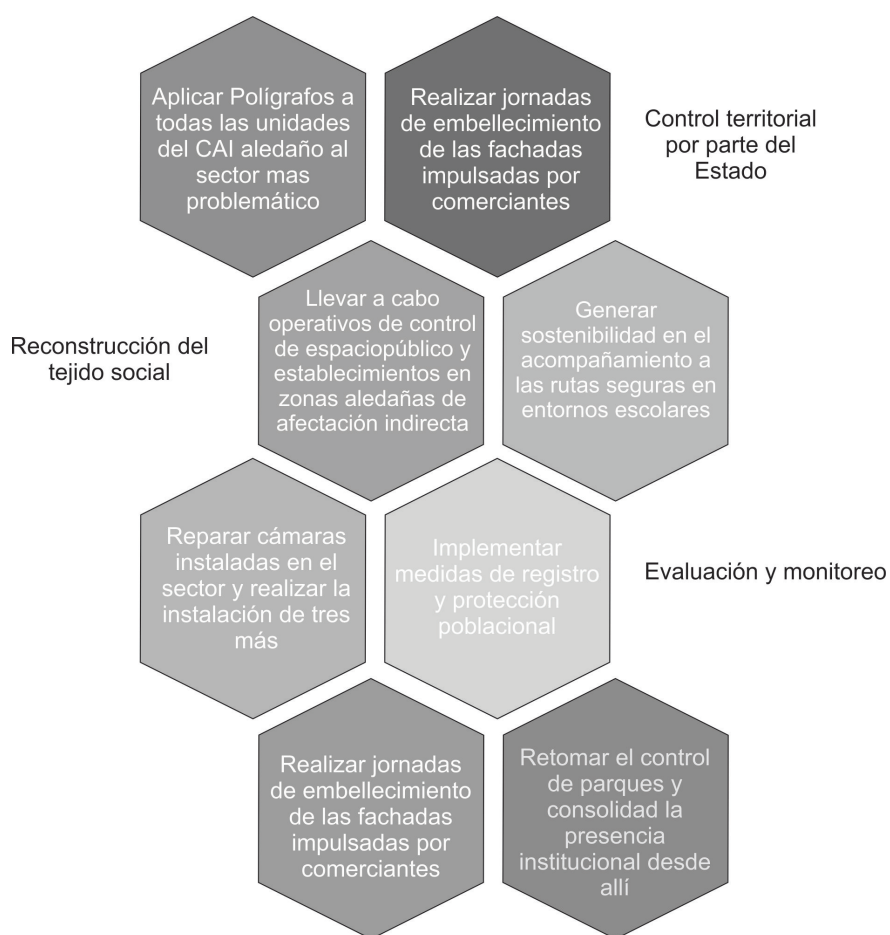 Aplicar Polígrafos a
todas las unidades
del CAI aledaño al
sector mas
problemático
Realizar jornadas
de embellecimiento
de las fachadas
impulsadas por
comerciantes
Control territorial
por parte del
Estado
Reconstrucción del
tejido social
Llevar a cabo
operativos de control
de espaciopúblico y
establecimientos en
zonas aledañas de
afectación indirecta
Generar
sostenibilidad en el
acompañamiento a
las rutas seguras en
entornos escolares
Reparar cámaras
instaladas en el
sector y realizar la
instalación de tres
más
Implementar
medidas de registro
y protección
poblacional
Evaluación y monitoreo
Realizar jornadas
de embellecimiento
de las fachadas
impulsadas por
comerciantes
Retomar el control
de parques y
consolidad la
presencia
institucional desde
allí